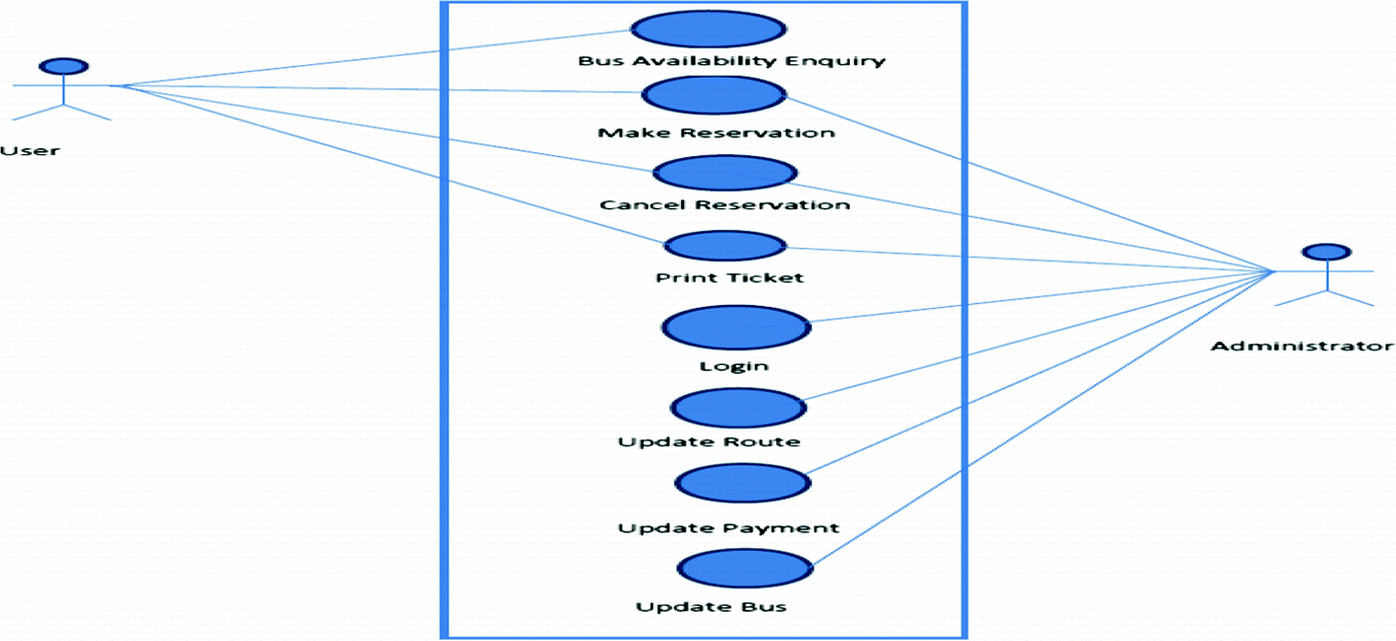 Bus Availability Enquiry
Make Reservation
User
Cancel Reservation
Print Ticket
Administrator
Login
Update Route
Update Payment
Update Bus